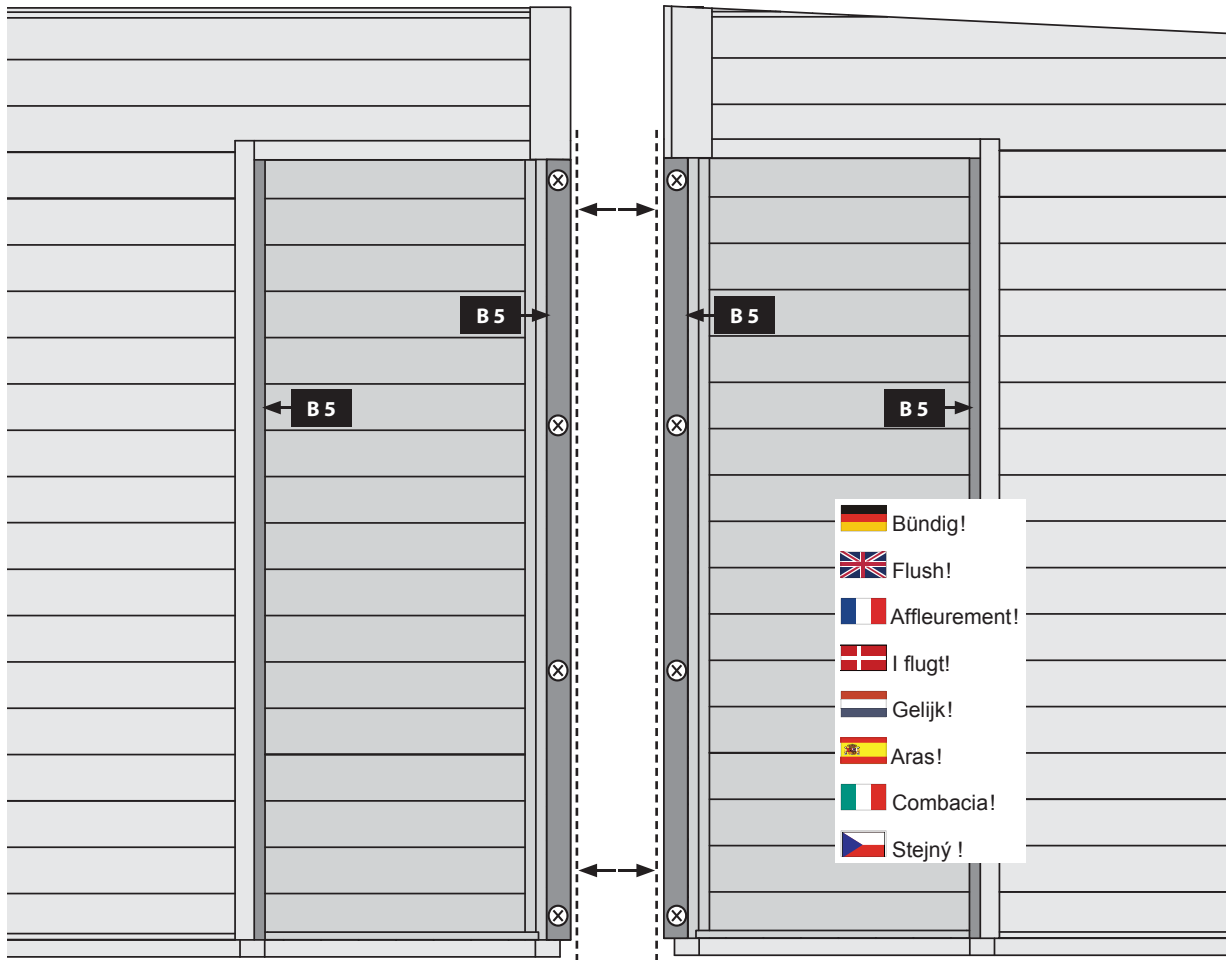 B 5
B 5
B 5
B 5
Bündig!
Flush!
Affleurement!
I flugt!
Gelijk!
Aras!
Combacia!
Stejný !